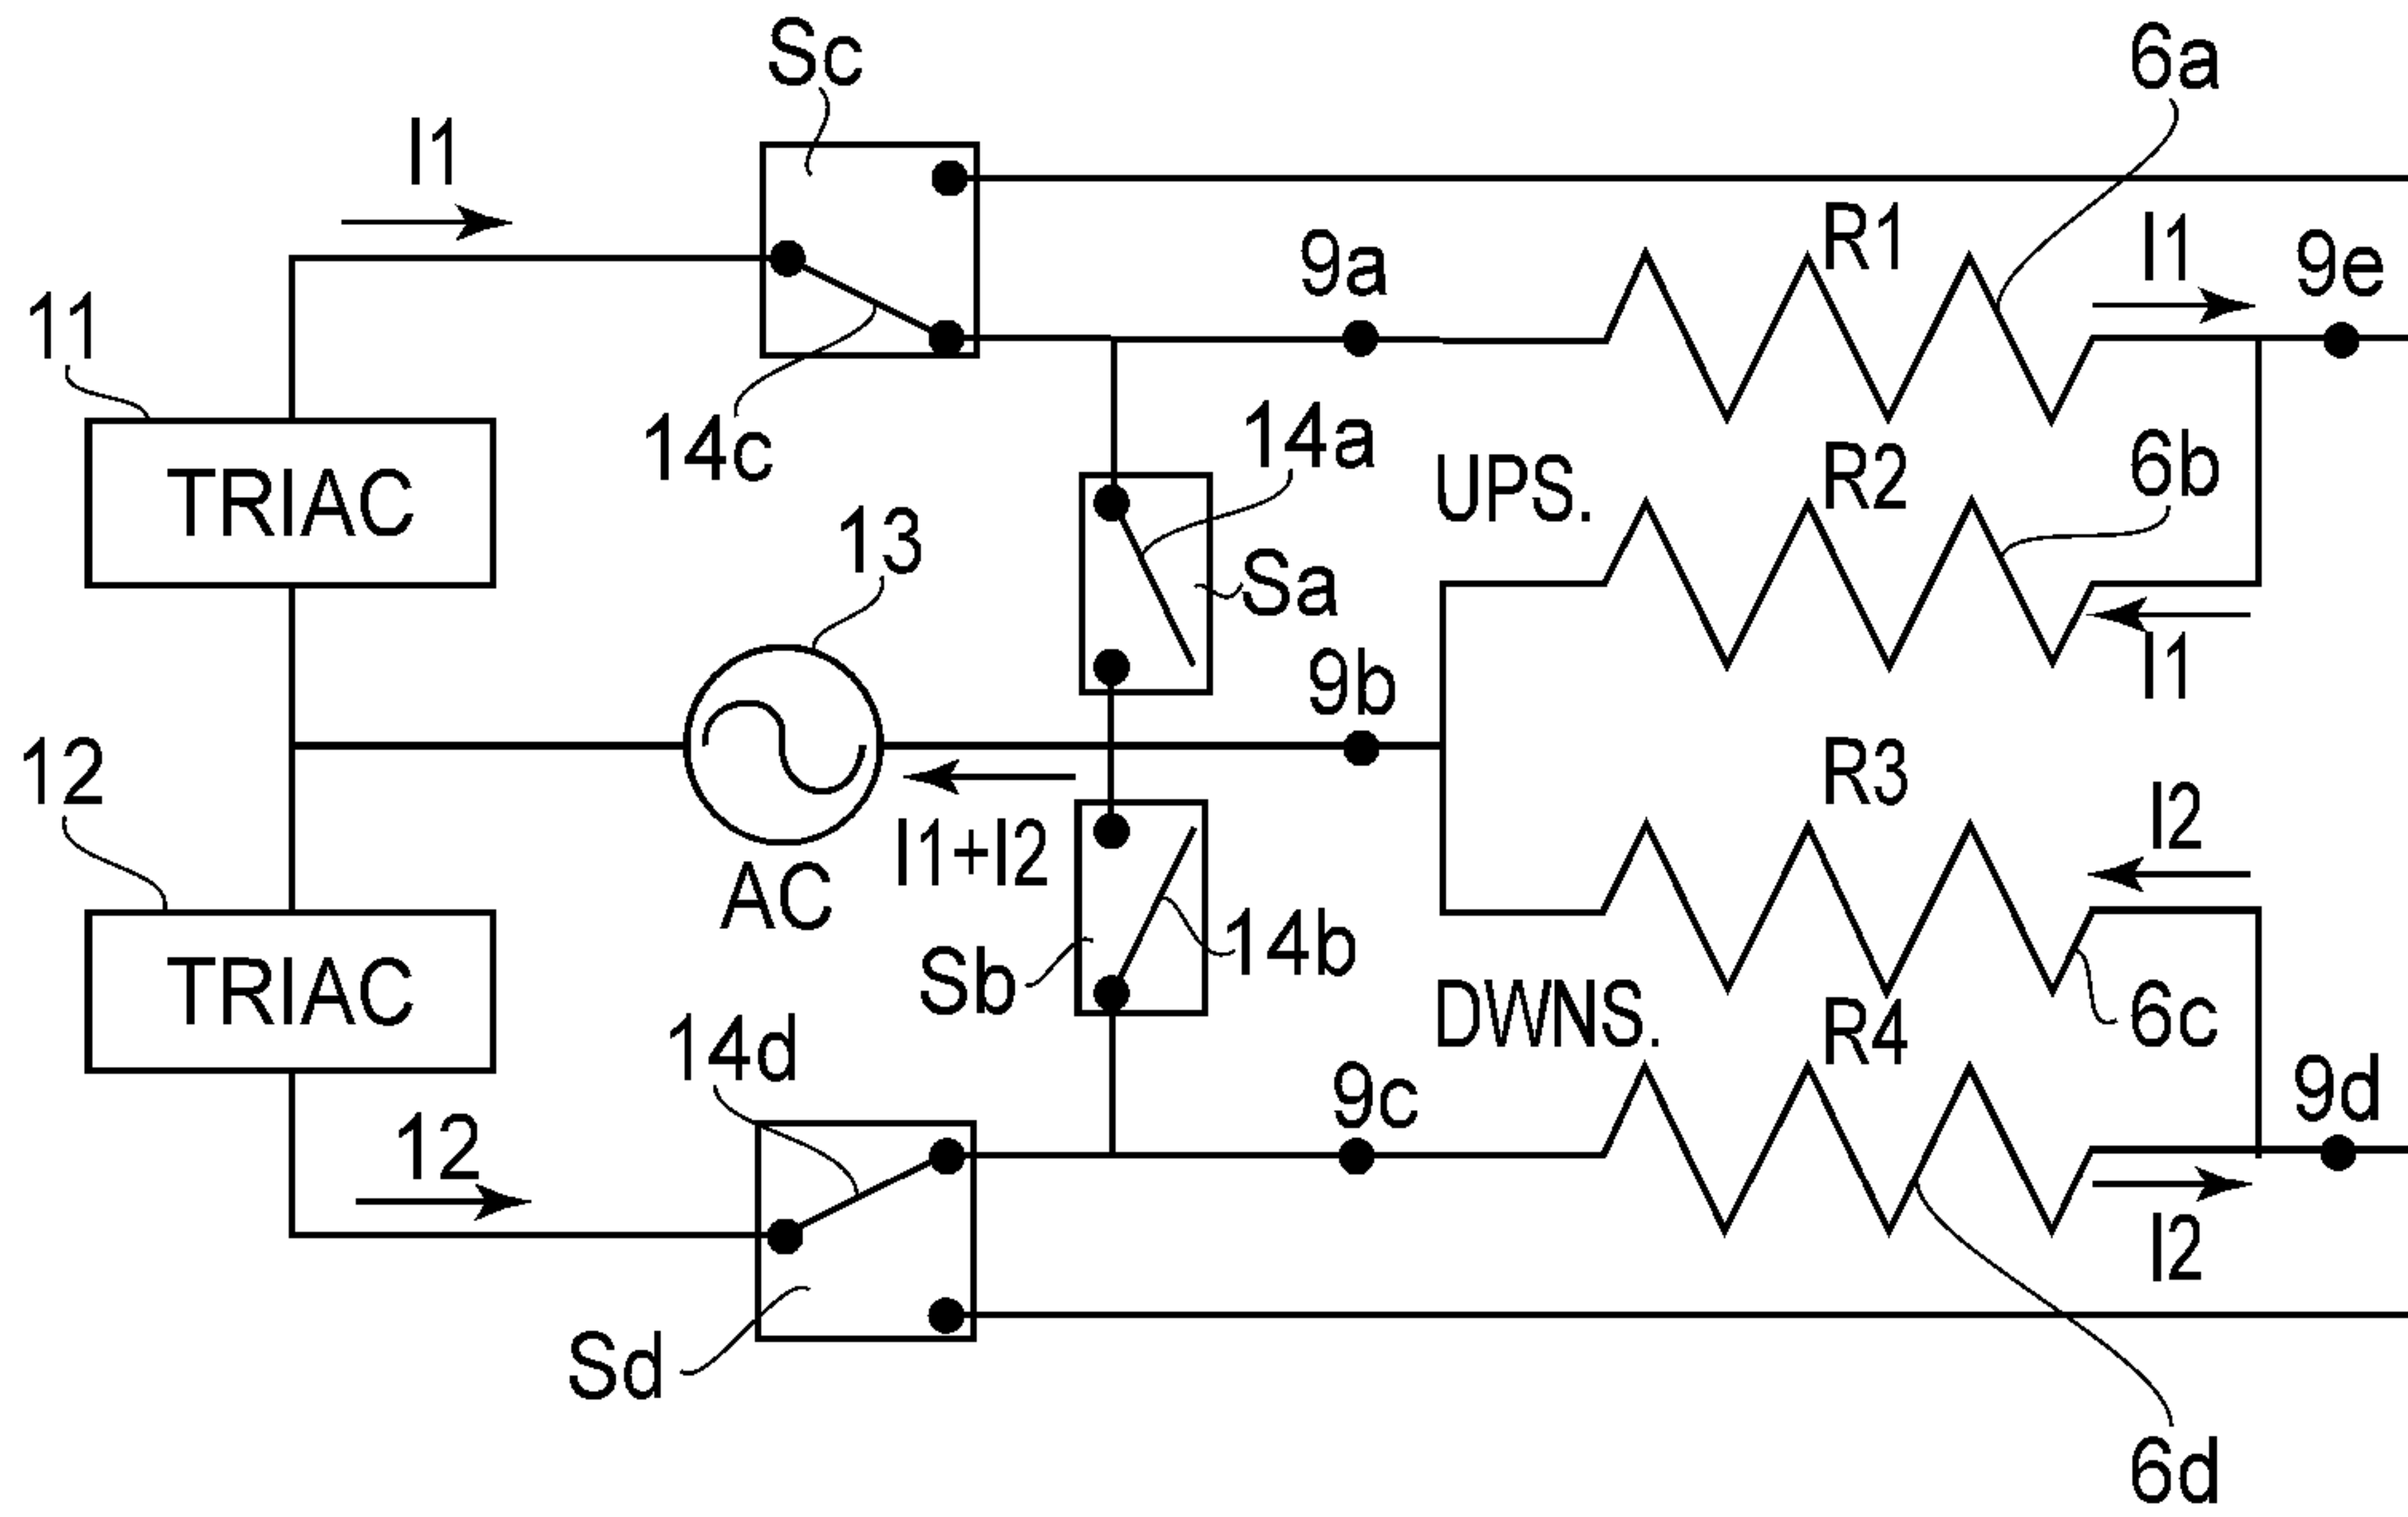 Sc
6a
I1
R1
I1
9a
9e
11
14c
14a
TRIAC
13
UPS.
R2
6b
Sa
9b
I1
12
R3
I2
I1+I2
AC
14b
Sb
TRIAC
DWNS.
R4
6c
14d
9c
9d
12
I2
Sd
6d